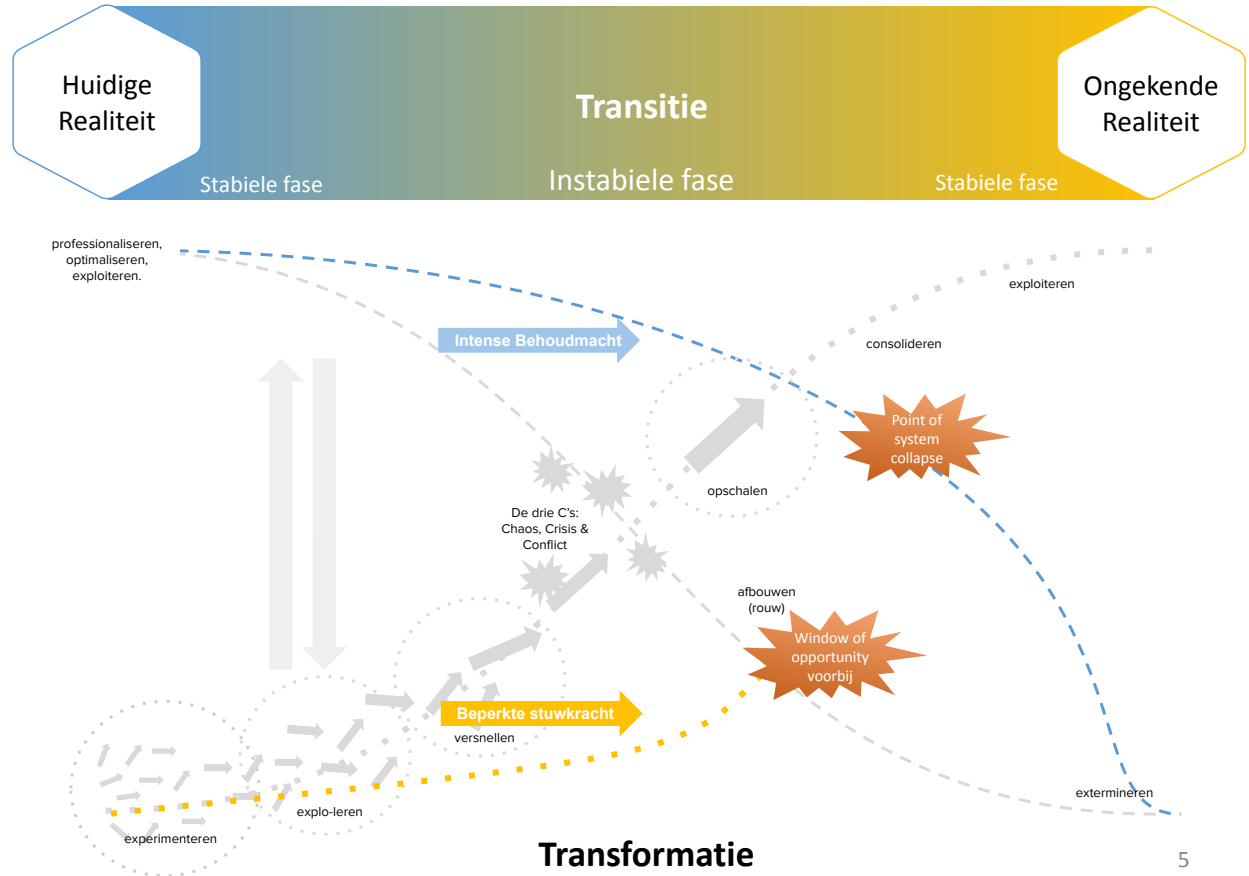 Huidige
Realiteit
Transitie
Ongekende
Realiteit
Stabiele fase
Instabiele fase
Stabiele fase
professionaliseren,
optimaliseren,
exploiteren.
exploiteren
Intense Behoudmacht
consolideren
Point of
system
collapse
opschalen
De drie C's:
Chaos, Crisis &
Conflict
afbouwen
(rouw)
Window of
opportunity
voorbij
Beperkte stuwkracht
versnellen
extermineren
explo-leren
experimenteren
Transformatie
5